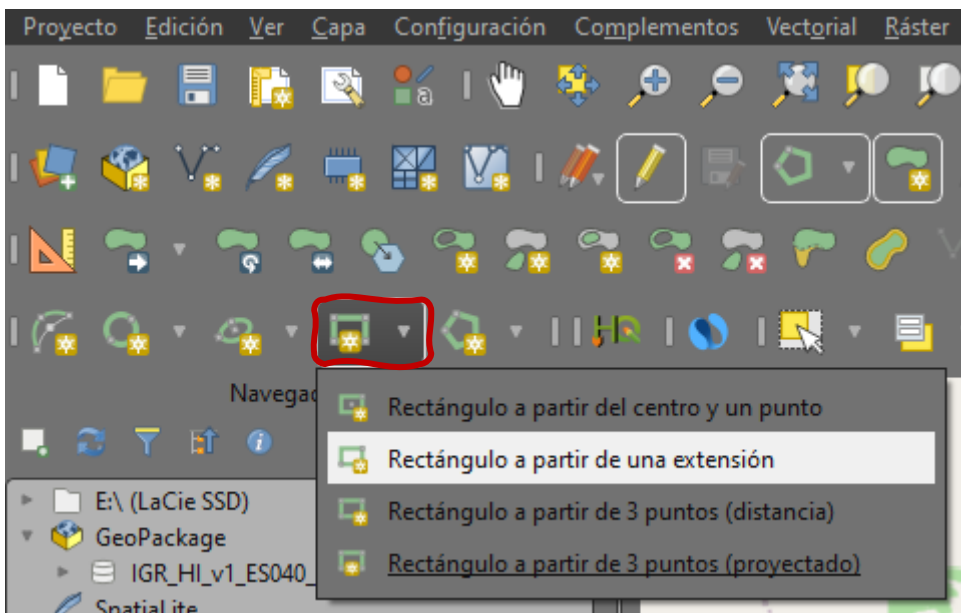 Proyecto Edición Ver Capa Configuración Complementos Vectorial Ráster
a
Navegad
Rectángulo a partir del centro y un punto
Rectángulo a partir de una extensión
E:\ (LaCie SSD)
Rectángulo a partir de 3 puntos (distancia)
GeoPackage
Rectángulo a partir de 3 puntos (proyectado)
IGR_HI_v1_ES040_
SpatiaLite